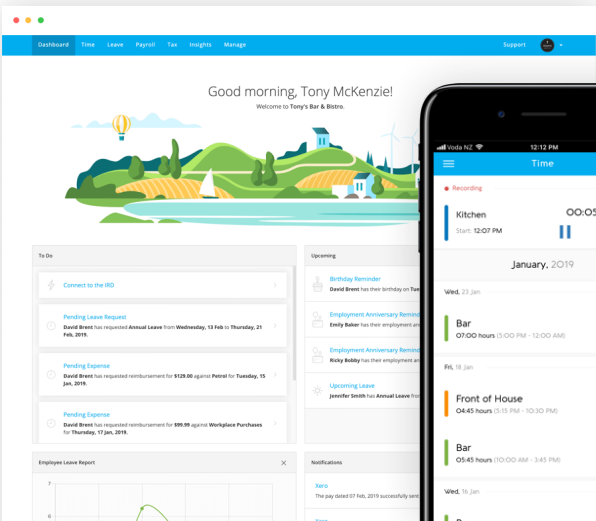 Dashboard Time Leave Payroll Tax Insights Manage Support
Good morning, Tony McKenzie!
Welcome to Tony's Bar & Bistro.
To Do
Connect to the IRD
Pending Leave Request
David Brent has requested Annual Leave from Wednesday, 13 Feb to Thursday, 21
Feb, 2019.
Pending Expense
David Brent has requested reimbursement for $129.00 against Petrol for Tuesday, 15
Jan, 2019.
Pending Expense
David Brent has requested reimbursement for $99.99 against Workplace Purchases
for Thursday, 17 Jan, 2019.
Upcoming
Birthday Reminder
David Brent has their birthday on Tue
Employment Anniversary Remind
Emily Baker has their employment an
Employment Anniversary Remind
Ricky Bobby has their employment an
Upcoming Leave
Jennifer Smith has Annual Leave fro
Employee Leave Report
7
6
Notifications
Xero
The pay dated 07 Feb, 2019 successfully sent
Voda NZ 12:12 PM
Time
Recording
Kitchen 00:05
Start: 12:07 PM
January, 2019
Wed, 23 Jan
Bar
07:00 hours (5:00 PM - 12:00 AM)
Fri, 18 Jan
Front of House
04:45 hours (5:15 PM - 10:30 PM)
Bar
05:45 hours (10:00 AM - 3:45 PM)
Wed, 16 Jan